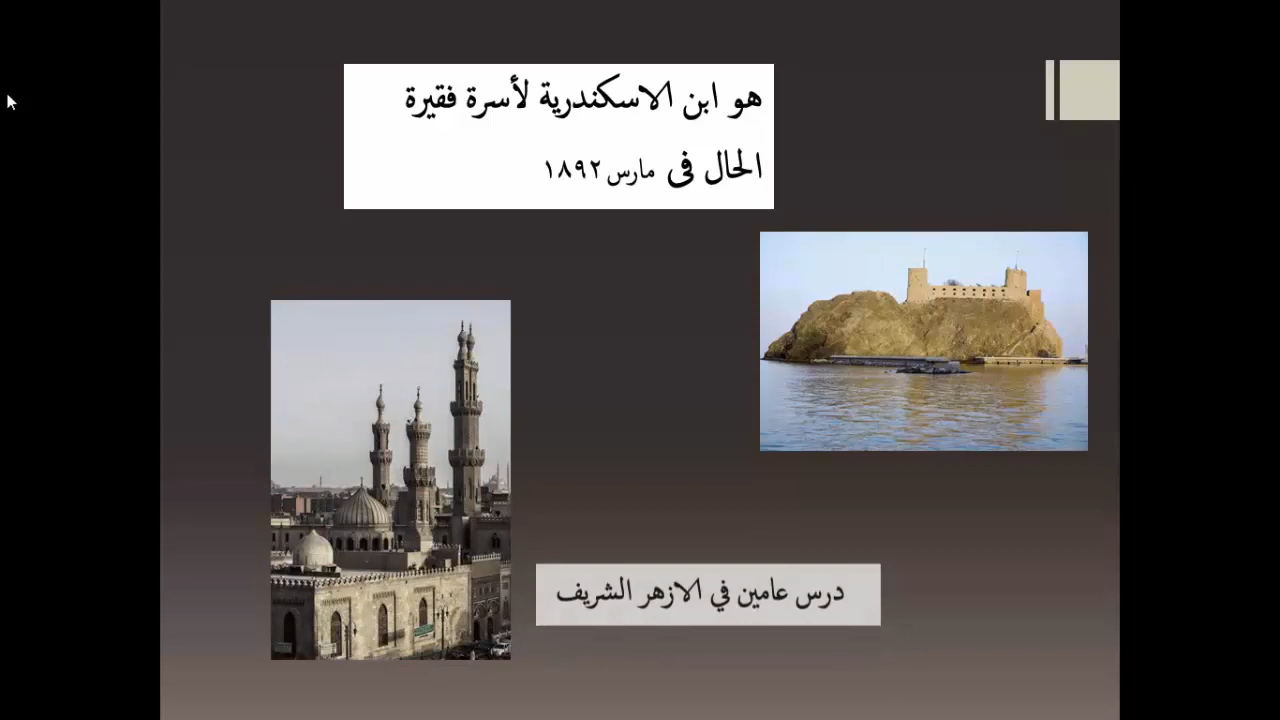 هو ابن الاسكندرية لأسرة فقيرة
الحال فى مارس ١٨٩٢
درس عامين في الازهر الشريف